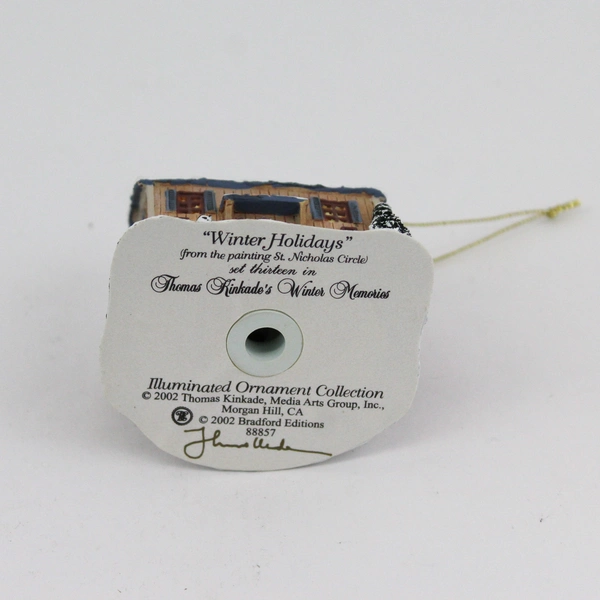 "Winter Holidays"
(from the painting St. Nicholas Circle)
set thirteen in
Thomas Kinkade's Winter Memories
Illuminated Ornament Collection
© 2002 Thomas Kinkade, Media Arts Group, Inc.,
Morgan Hill, CA
© 2002 Bradford Editions
88857